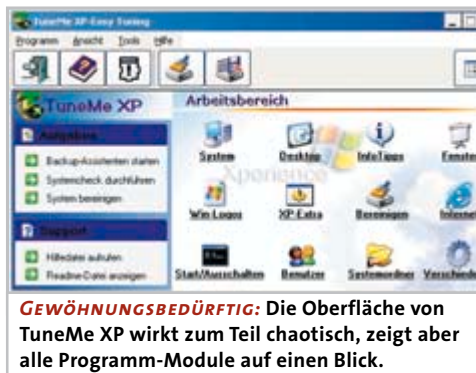 TuneMe XP-Easy Tuning
Programm Ansicht Tools Hilfe
TuneMe XP
Aufgaben
Backup-Assistenten starten
Systemcheck durchführen
System bereinigen
Support
Hilfedatei aufrufen
Readme-Datei anzeigen
Arbeitsbereich
System Desktop InfoTipps Fenster
Xperience
Win Logos XP-Extra Bereinigen Internet
Start/Ausschalten Benutzer Systemordner Verschiede
GEWÖHNUNGSBEDÜRFTIG: Die Oberfläche von
TuneMe XP wirkt zum Teil chaotisch, zeigt aber
alle Programm-Module auf einen Blick.